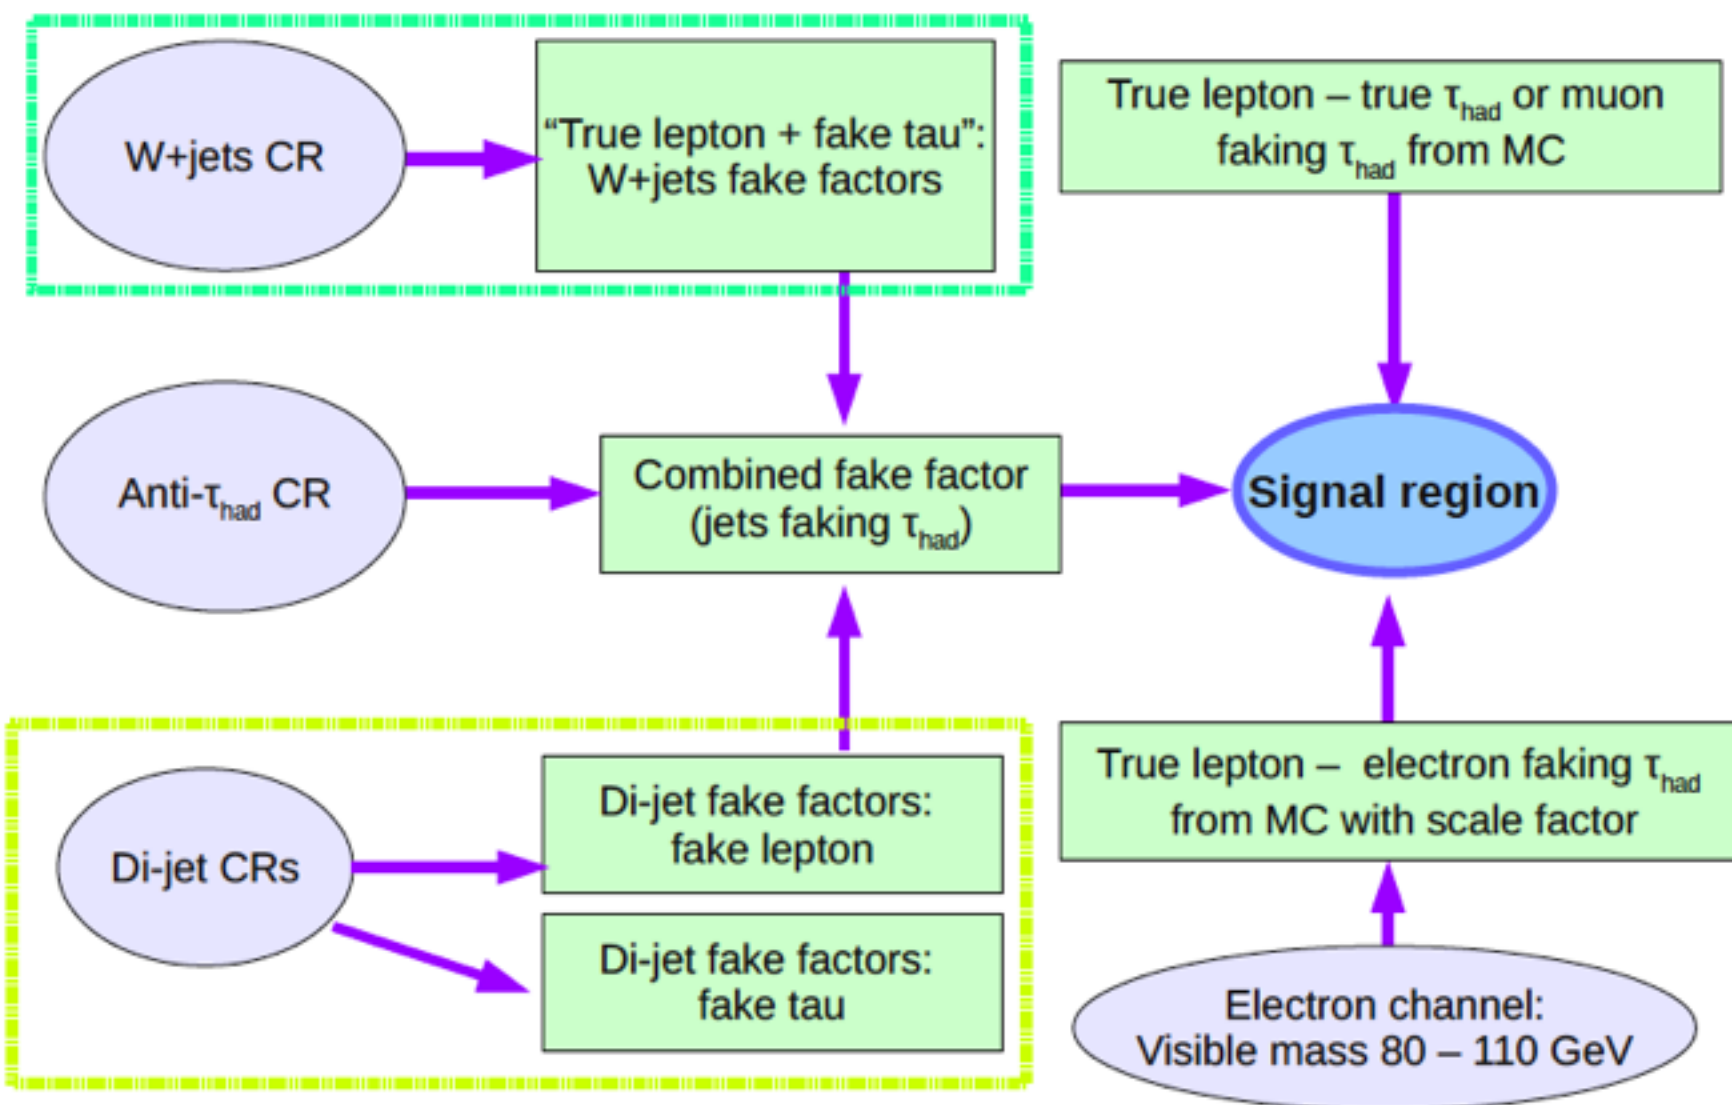 W+jets CR
“True lepton + fake tau”:
W+jets fake factors
True lepton – true τhad or muon
faking τhad from MC
Anti-τhad CR
Combined fake factor
(jets faking τhad)
Signal region
Di-jet CRs
Di-jet fake factors:
fake lepton
Di-jet fake factors:
fake tau
True lepton – electron faking τhad
from MC with scale factor
Electron channel:
Visible mass 80 – 110 GeV